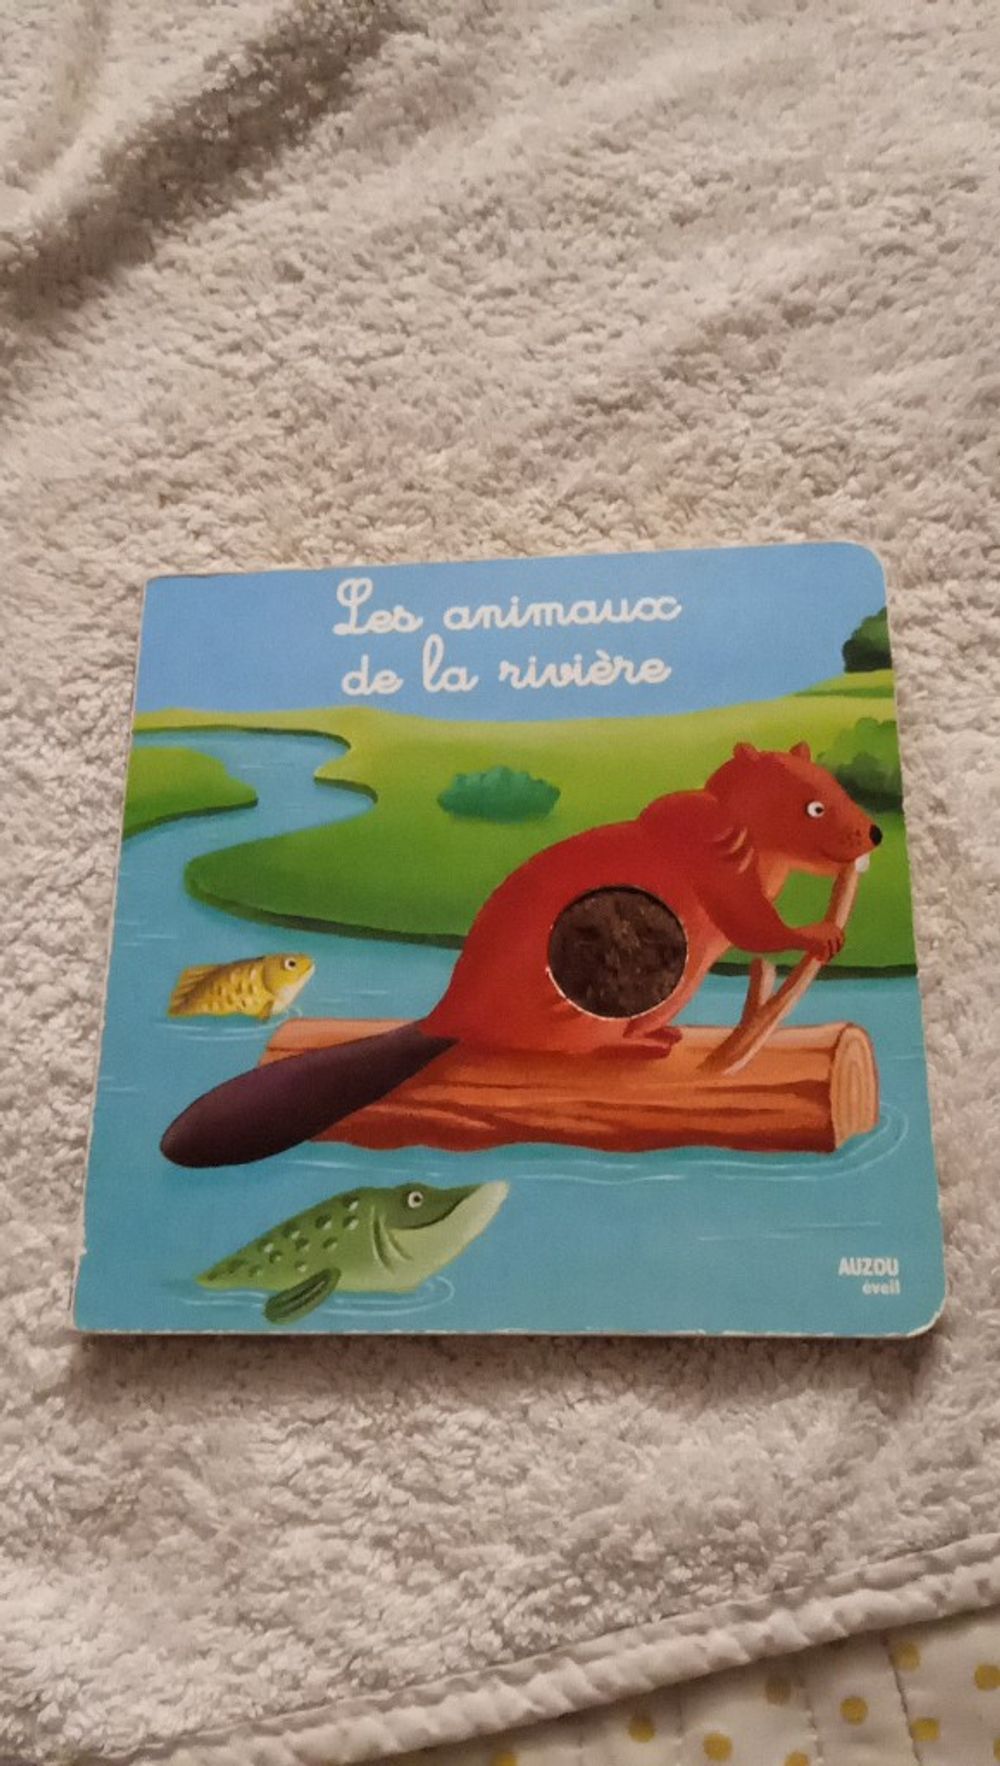 Les animaux
de la rivière
AUZOU
éveil